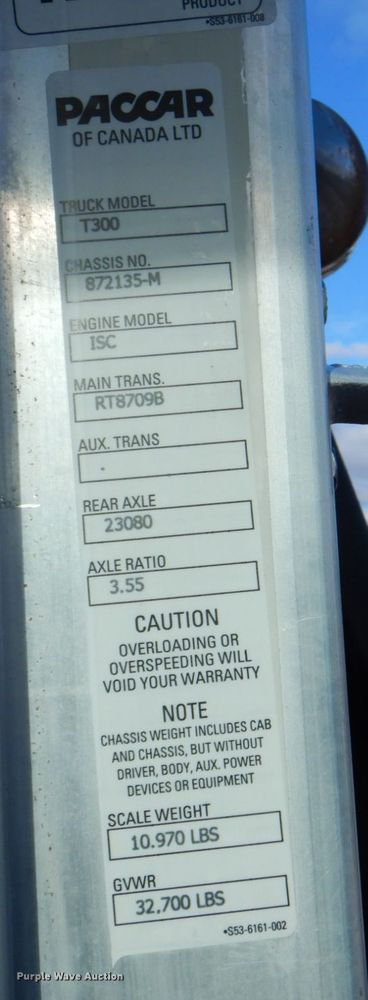 PRODUCT
•S53-6161-008
PACCAR
OF CANADA LTD
TRUCK MODEL
T300
CHASSIS NO.
872135-M
ENGINE MODEL
ISC
MAIN TRANS.
RT8709B
AUX. TRANS
.
REAR AXLE
23080
AXLE RATIO
3.55
CAUTION
OVERLOADING OR
OVERSPEEDING WILL
VOID YOUR WARRANTY
NOTE
CHASSIS WEIGHT INCLUDES CAB
AND CHASSIS, BUT WITHOUT
DRIVER, BODY, AUX. POWER
DEVICES OR EQUIPMENT
SCALE WEIGHT
10.970 LBS
GVWR
32,700 LBS
•S53-6161-002
Purple Wave Auction